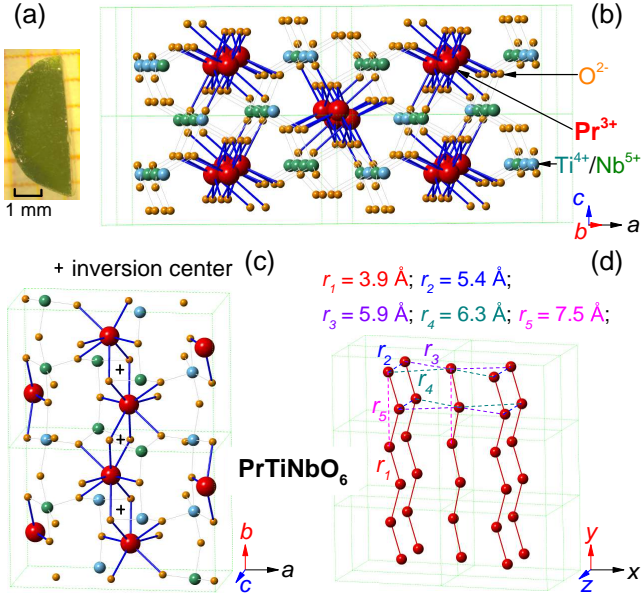 (a)
1 mm
(b)
O²⁻
Pr³⁺
Ti⁴⁺/Nb⁵⁺
c
b
a
+ inversion center
(c)
+
+
+
b
c
a
PrTiNbO₆
(d)
r₁ = 3.9 Å; r₂ = 5.4 Å;
r₃ = 5.9 Å; r₄ = 6.3 Å; r₅ = 7.5 Å;
r₂
r₃
r₄
r₅
r₁
y
z
x